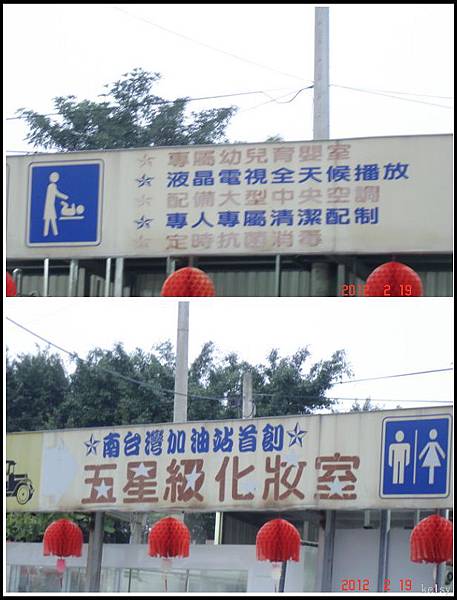 ☆ 專屬幼兒育嬰室
☆ 液晶電視全天候播放
☆ 配備大型中央空調
☆ 專人專屬清潔配制
☆ 定時抗菌消毒
2012 2 19
☆南台灣加油站首創☆
五星級化妝室
2012 2 19
kelsy